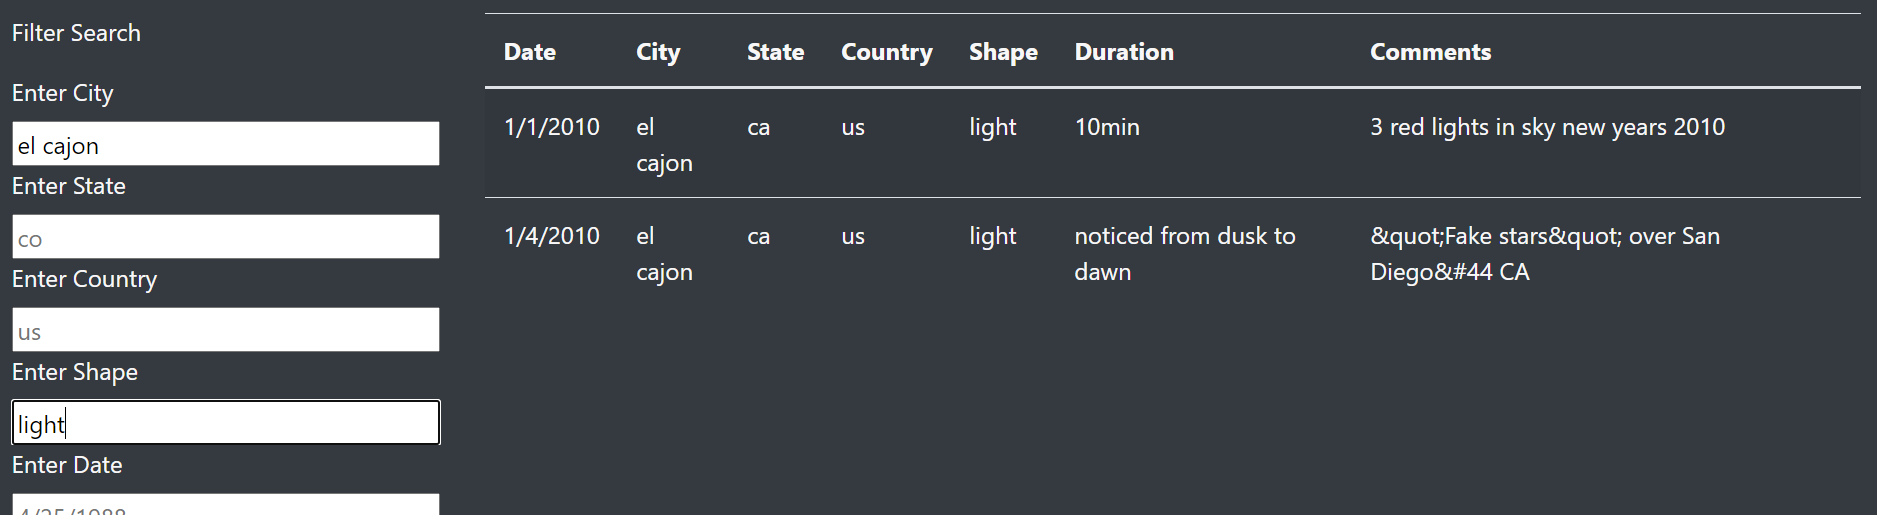 Filter Search
Enter City
el cajon
Enter State
co
Enter Country
us
Enter Shape
light
Enter Date
4/25/1988
Date City State Country Shape Duration Comments
1/1/2010 el ca us light 10min 3 red lights in sky new years 2010
cajon
1/4/2010 el ca us light noticed from dusk to &quot;Fake stars&quot; over San
cajon dawn Diego&#44 CA